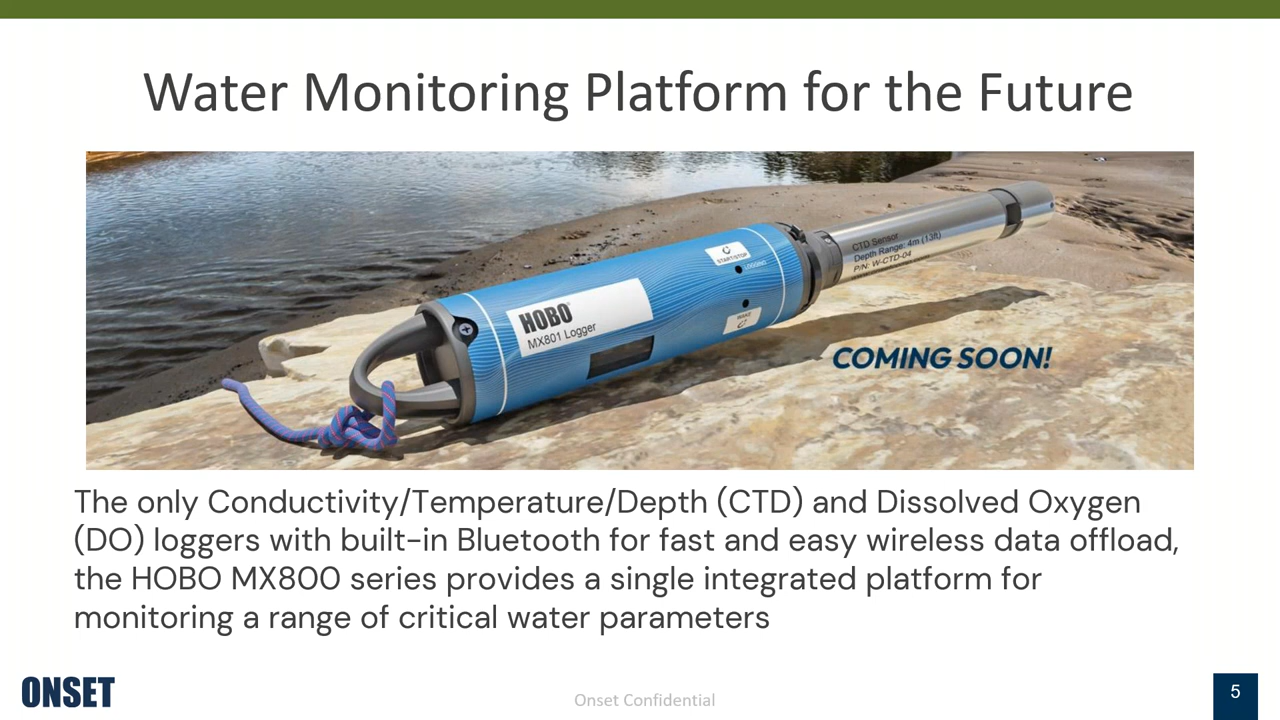 Water Monitoring Platform for the Future
CTD Sensor
Depth Range: 4m (13ft)
P/N: W-CTD-04
START/STOP
LOGGING
HOBO
MX801 Logger
WAKE
COMING SOON!
The only Conductivity/Temperature/Depth (CTD) and Dissolved Oxygen
(DO) loggers with built-in Bluetooth for fast and easy wireless data offload,
the HOBO MX800 series provides a single integrated platform for
monitoring a range of critical water parameters
ONSET
Onset Confidential
5